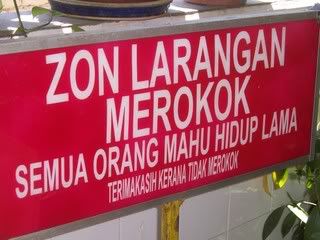 ZON LARANGAN
MEROKOK
SEMUA ORANG MAHU HIDUP LAMA
TERIMAKASIH KERANA TIDAK MEROKOK